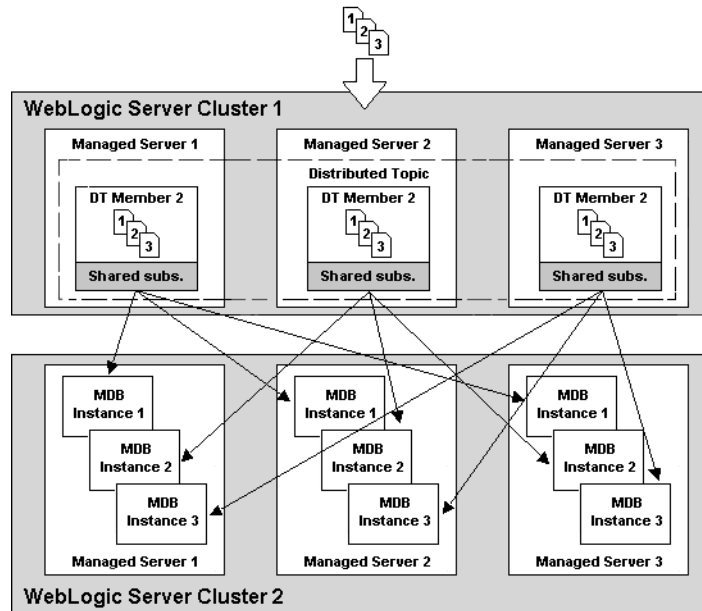 1
2
3
WebLogic Server Cluster 1
Managed Server 1
Managed Server 2
Managed Server 3
Distributed Topic
DT Member 2
1
2
3
Shared subs.
DT Member 2
1
2
3
Shared subs.
DT Member 2
1
2
3
Shared subs.
MDB
Instance 1
MDB
Instance 2
MDB
Instance 3
Managed Server 1
MDB
Instance 1
MDB
Instance 2
MDB
Instance 3
Managed Server 2
MDB
Instance 1
MDB
Instance 2
MDB
Instance 3
Managed Server 3
WebLogic Server Cluster 2